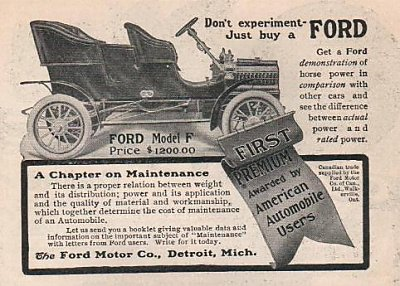 Don't experiment-
Just buy a FORD
Get a Ford
demonstration of
horse power in
comparison with
other cars and
see the difference
between actual
power and
rated power.
FORD Model F
Price $1200.00
FIRST
PREMIUM
Awarded by
American
Automobile
Users
Canadian trade
supplied by the
Ford Motor
Co. of Can.,
Ltd., Walk-
erville,
Ont.
A Chapter on Maintenance
There is a proper relation between weight
and its distribution; power and its application
and the quality of material and workmanship,
which together determine the cost of maintenance
of an Automobile.
Let us send you a booklet giving valuable data and
information on the important subject of "Maintenance"
with letters from Ford users. Write for it today.
The Ford Motor Co., Detroit, Mich.